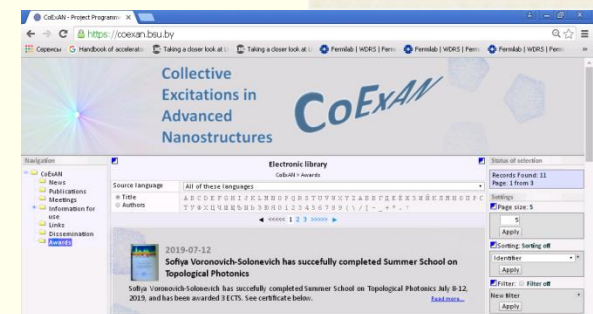 CoExAN - Project Programm
https://coexan.bsu.by
Сервисы
Handbook of accelerato
Taking a closer look at L
Taking a closer look at L
Fermilab | WDRS | Ferm
Fermilab | WDRS | Ferm
Fermilab | WDRS | Ferm
Collective
Excitations in
Advanced
Nanostructures
CoExAN
Navigation
CoExAN
News
Publications
Meetings
Information for
use
Links
Dissemination
Awards
Electronic library
CoExAN > Awards
Source language
All of these languages
Title
Authors
1 2 3
2019-07-12
Sofiya Voronovich-Solonevich has succefully completed Summer School on
Topological Photonics
Sofiya Voronovich-Solonevich has succefully completed Summer School on Topological Photonics July 8-12,
2019, and has been awarded 3 ECTS. See certificate below.
Read more...
Status of selection
Records Found: 11
Page: 1 from 3
Settings
Page size: 5
5
Apply
Sorting: Sorting off
Identifier
Apply
Filter: Filter off
New filter
Apply